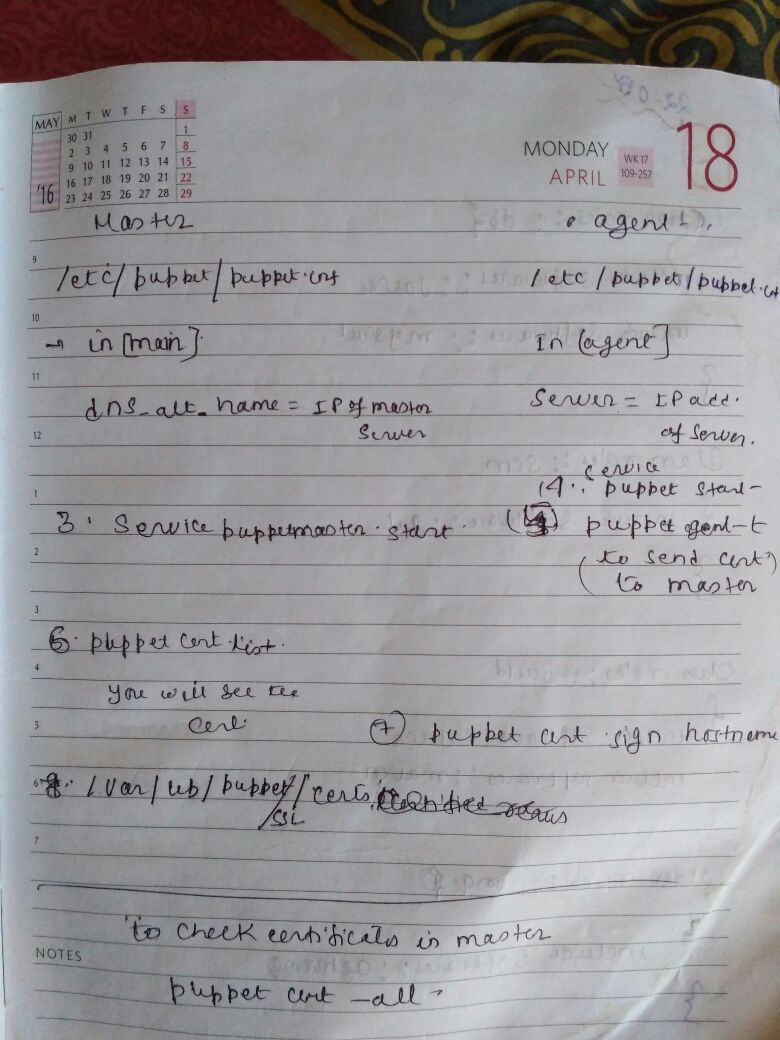 MAY M T W T F S S
30 31 1
2 3 4 5 6 7 8
9 10 11 12 13 14 15
16 17 18 19 20 21 22
'16 23 24 25 26 27 28 29
MONDAY WK 17 18
APRIL 109-257
Master • agent-1.
9
/etc/puppet/puppet.cnf /etc/puppet/puppet.cnf
10
→ in [main] In [agent]
11
dns_alt_name = IP of master Server = IP add.
12 Server of Server.
service
1 4. puppet start
3. Service puppetmaster start. puppet agent -t
2 (to send cert)
to master
3
6. puppet cert list.
4
you will see the
5 cert. 7 puppet cert sign hostname
6 8. /var/lib/puppet/certs
/ssl
7
to check certificates in master
NOTES
puppet cert -all